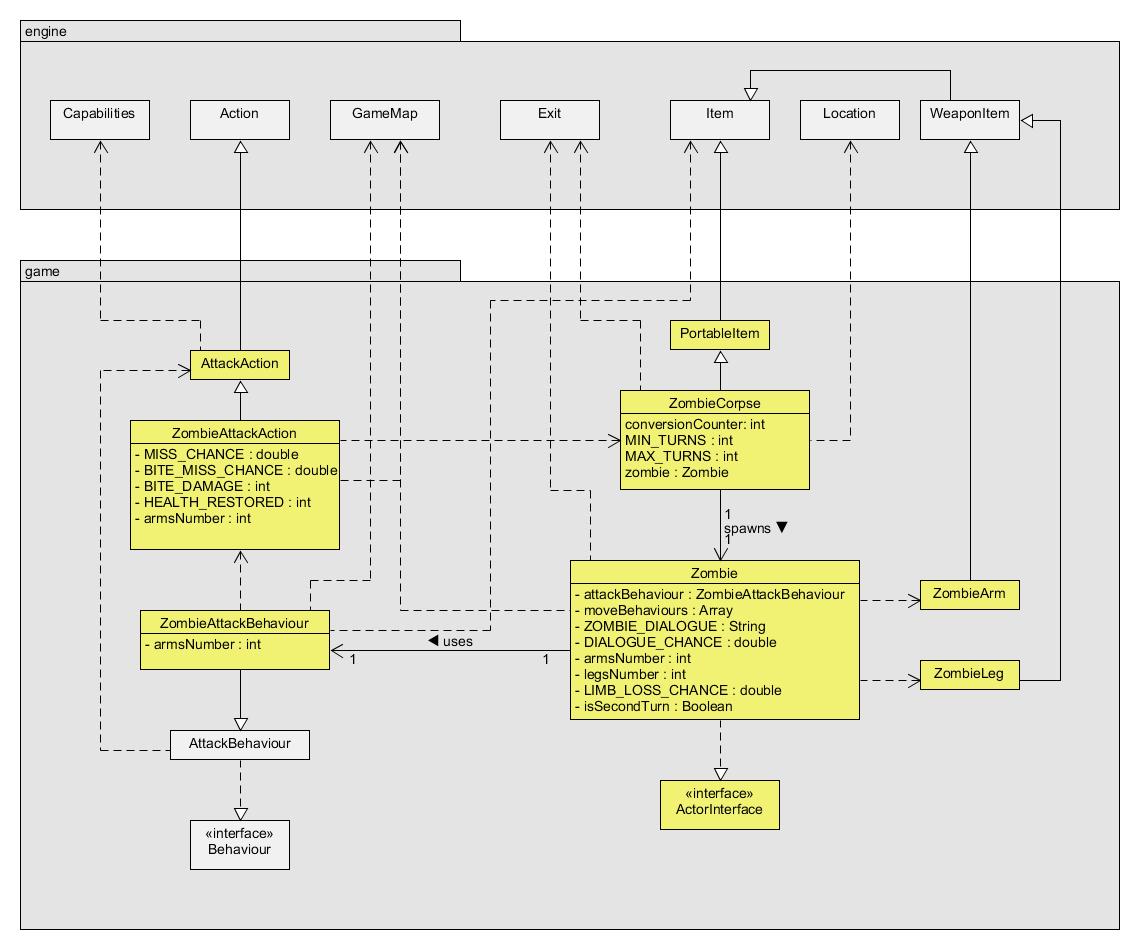 engine
Capabilities
Action
GameMap
Exit
Item
Location
WeaponItem
game
AttackAction
PortableItem
ZombieAttackAction
- MISS_CHANCE : double
- BITE_MISS_CHANCE : double
- BITE_DAMAGE : int
- HEALTH_RESTORED : int
- armsNumber : int
ZombieCorpse
conversionCounter: int
MIN_TURNS : int
MAX_TURNS : int
zombie : Zombie
1
spawns ▼
1
Zombie
- attackBehaviour : ZombieAttackBehaviour
- moveBehaviours : Array
- ZOMBIE_DIALOGUE : String
- DIALOGUE_CHANCE : double
- armsNumber : int
- legsNumber : int
- LIMB_LOSS_CHANCE : double
- isSecondTurn : Boolean
ZombieArm
ZombieLeg
ZombieAttackBehaviour
- armsNumber : int
◀ uses
1
1
AttackBehaviour
«interface»
Behaviour
«interface»
ActorInterface